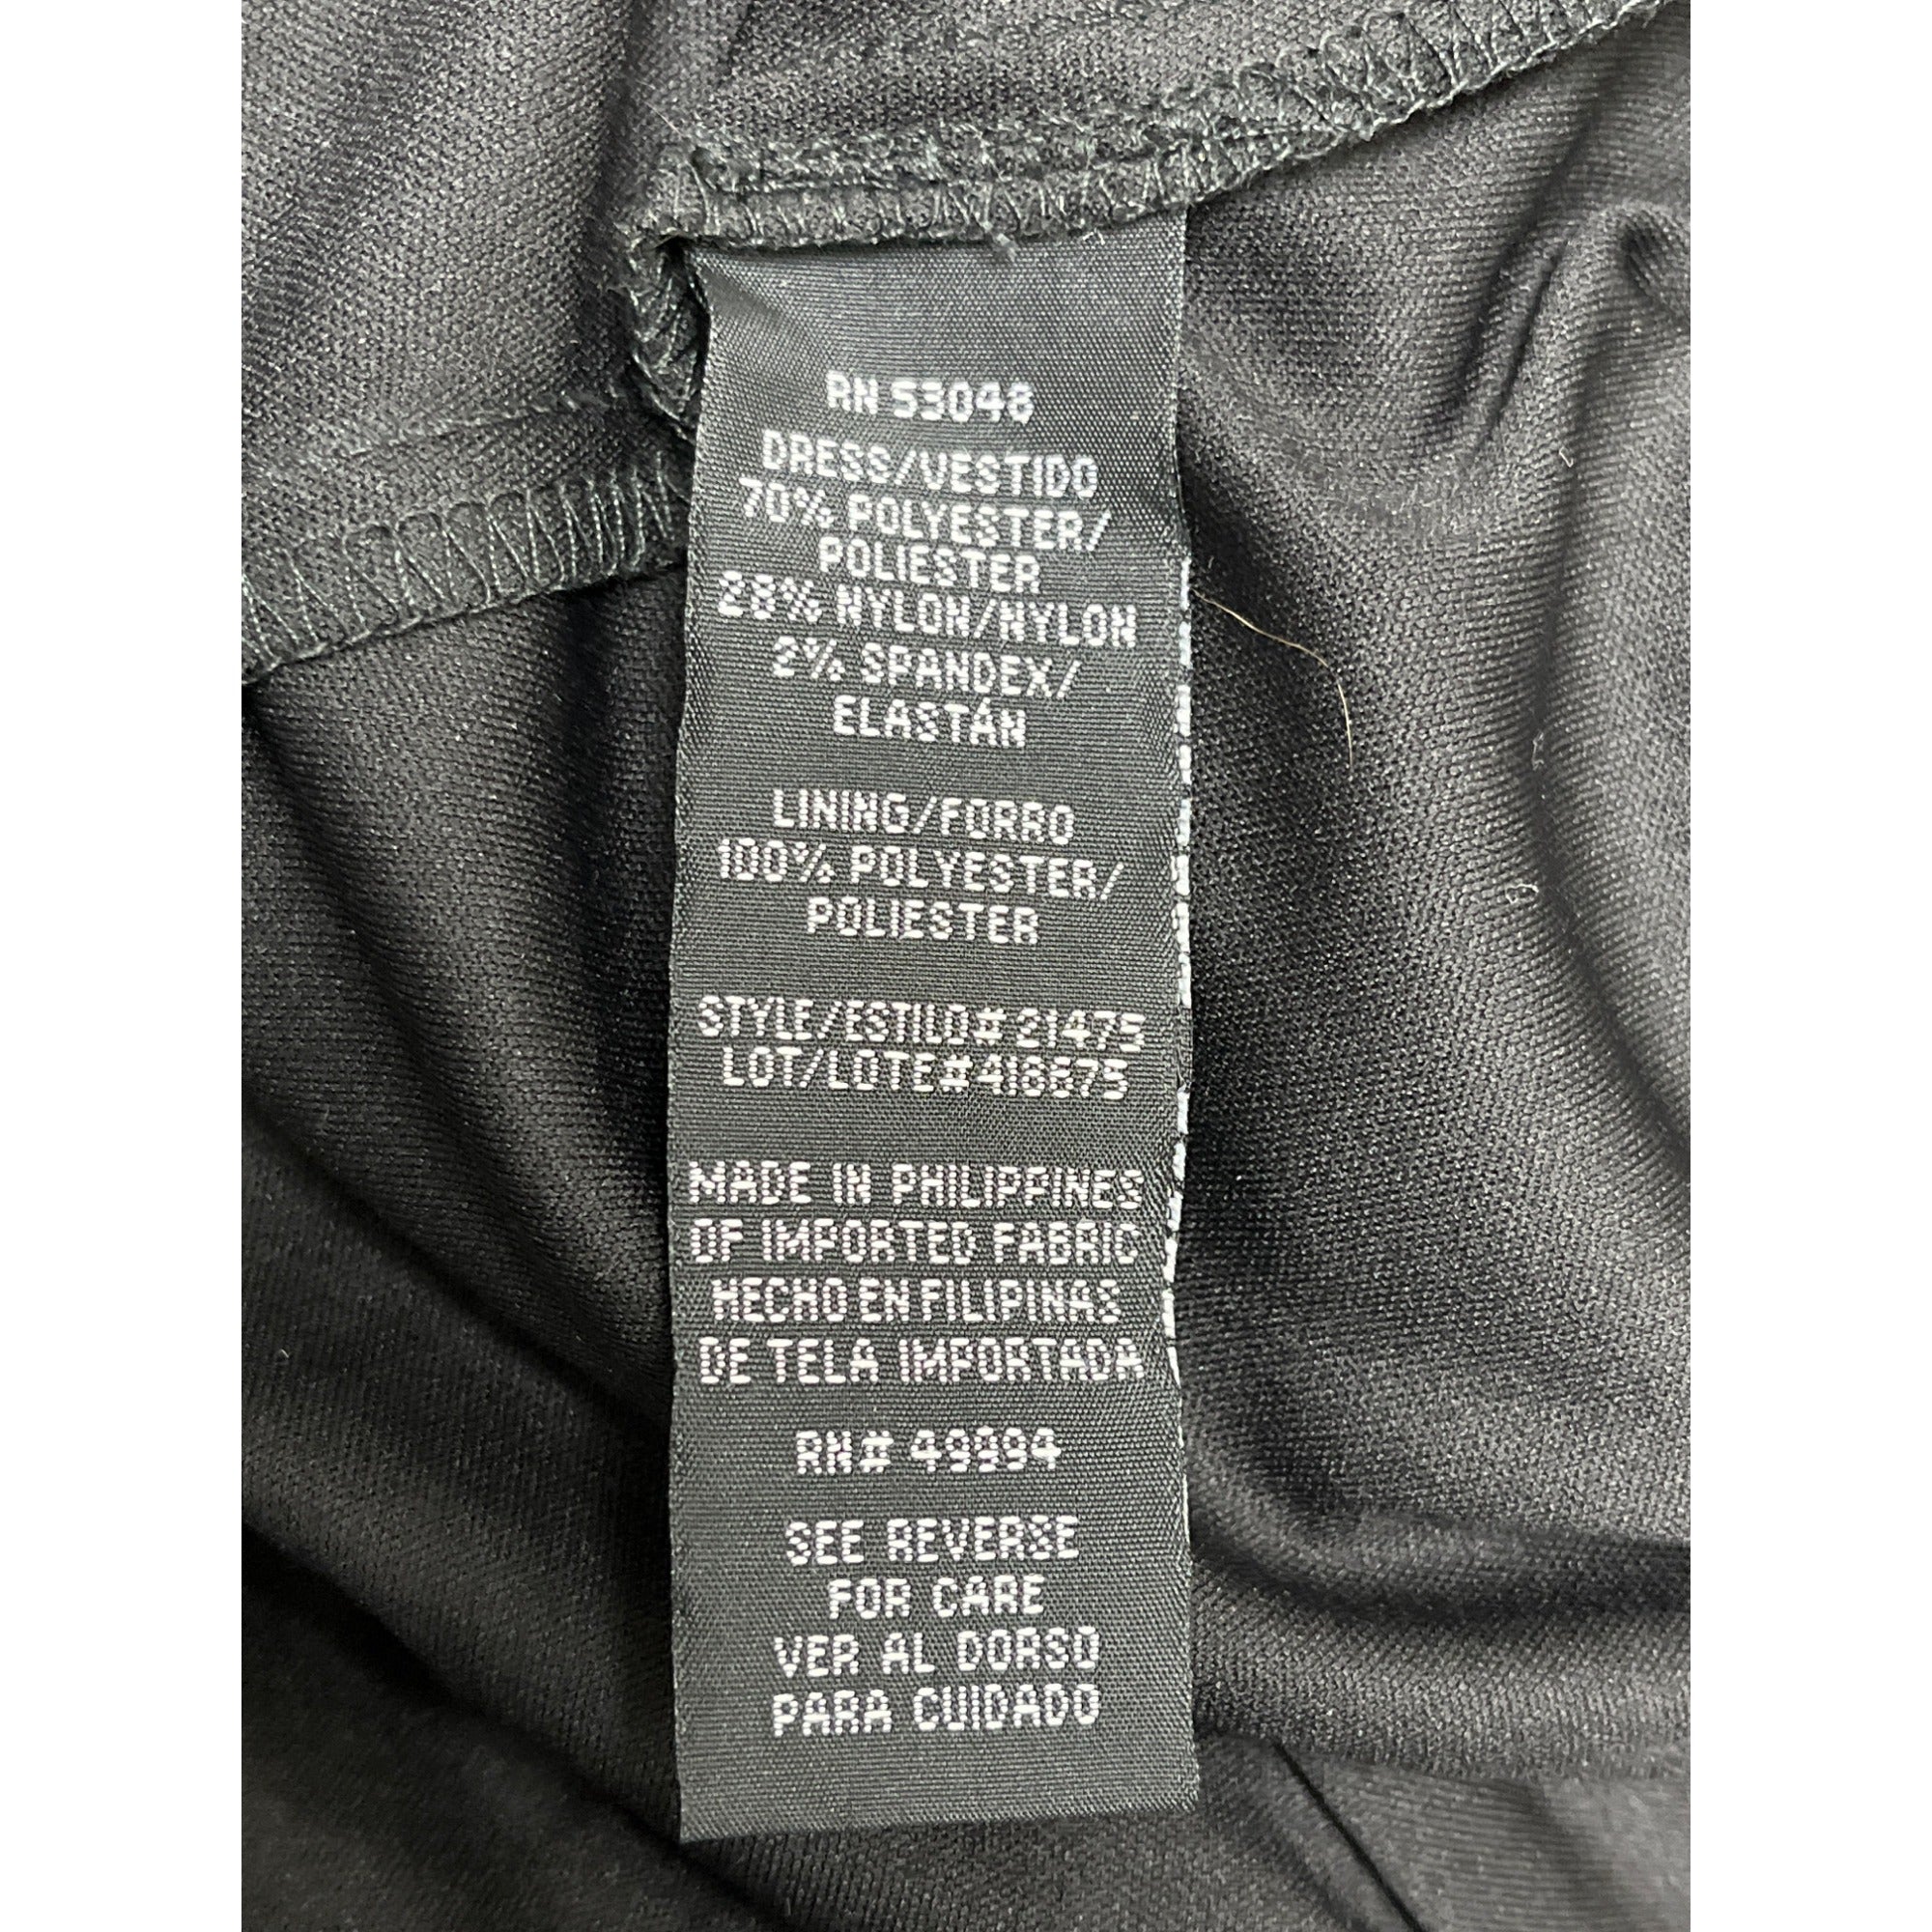 RN 53046
DRESS/VESTIDO
70% POLYESTER/
POLIESTER
28% NYLON/NYLON
2% SPANDEX/
ELASTÁN
LINING/FORRO
100% POLYESTER/
POLIESTER
STYLE/ESTILO# 21475
LOT/LOTE#
MADE IN PHILIPPINES
OF IMPORTED FABRIC
HECHO EN FILIPINAS
DE TELA IMPORTADA
RN# 49994
SEE REVERSE
FOR CARE
VER AL DORSO
PARA CUIDADO